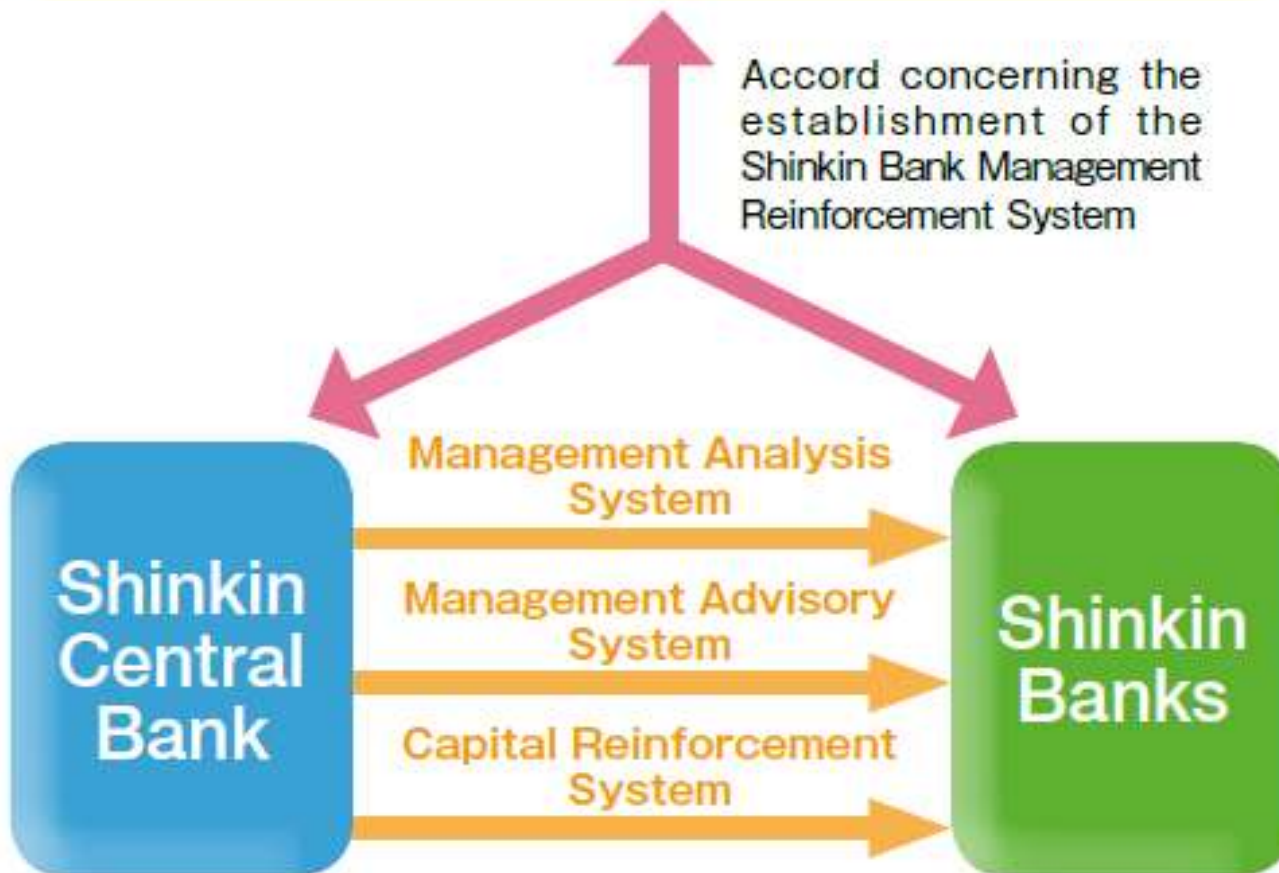 Accord concerning the
establishment of the
Shinkin Bank Management
Reinforcement System
Management Analysis
System
Management Advisory
System
Capital Reinforcement
System
Shinkin
Central
Bank
Shinkin
Banks